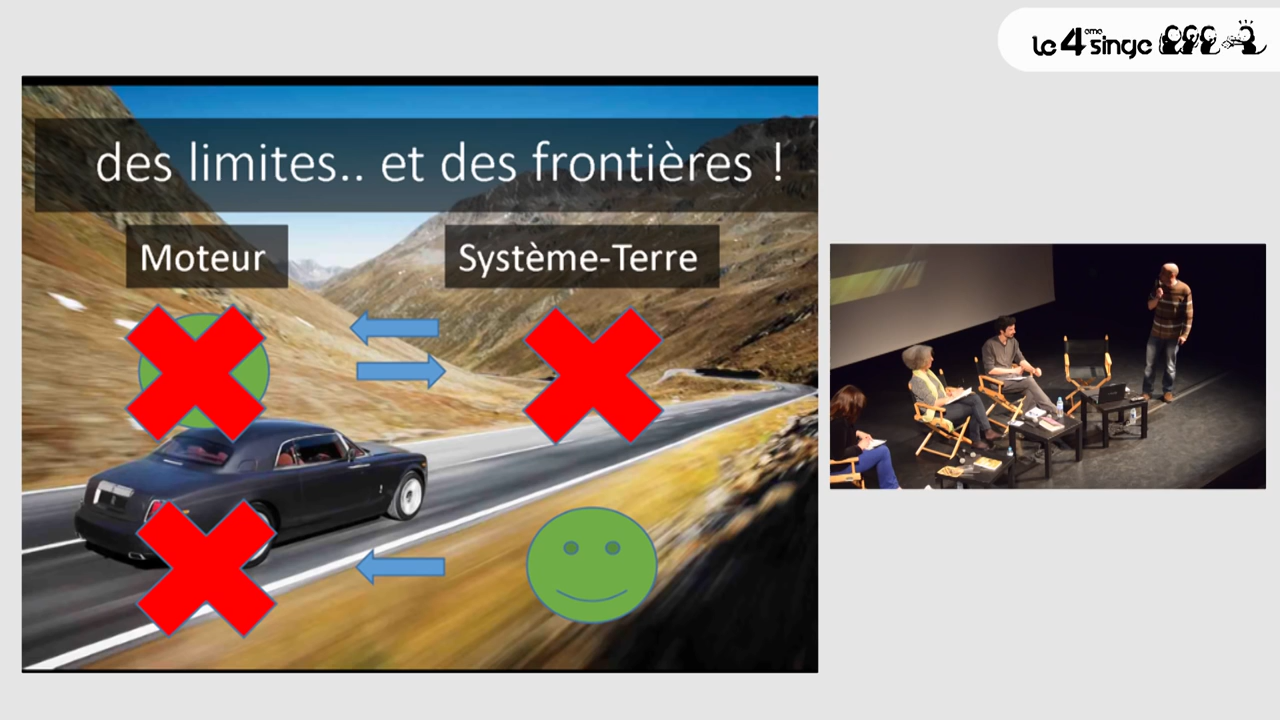 le 4ème singe
des limites.. et des frontières !
Moteur
Système-Terre